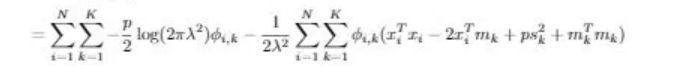 $= \sum_{i=1}^{N} \sum_{k=1}^{K} -\frac{p}{2} \log(2\pi\lambda^2)\phi_{i,k} - \frac{1}{2\lambda^2} \sum_{i=1}^{N} \sum_{k=1}^{K} \phi_{i,k}(x_i^T x_i - 2x_i^T m_k + ps_k^2 + m_k^T m_k)$